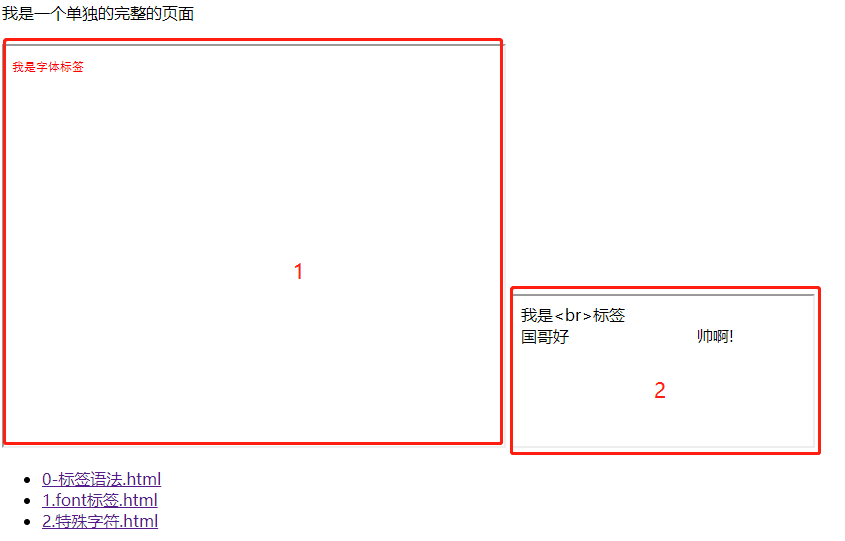 我是一个单独的完整的页面
我是字体标签
1
我是<br>标签
国哥好 帅啊!
2
0-标签语法.html
1.font标签.html
2.特殊字符.html